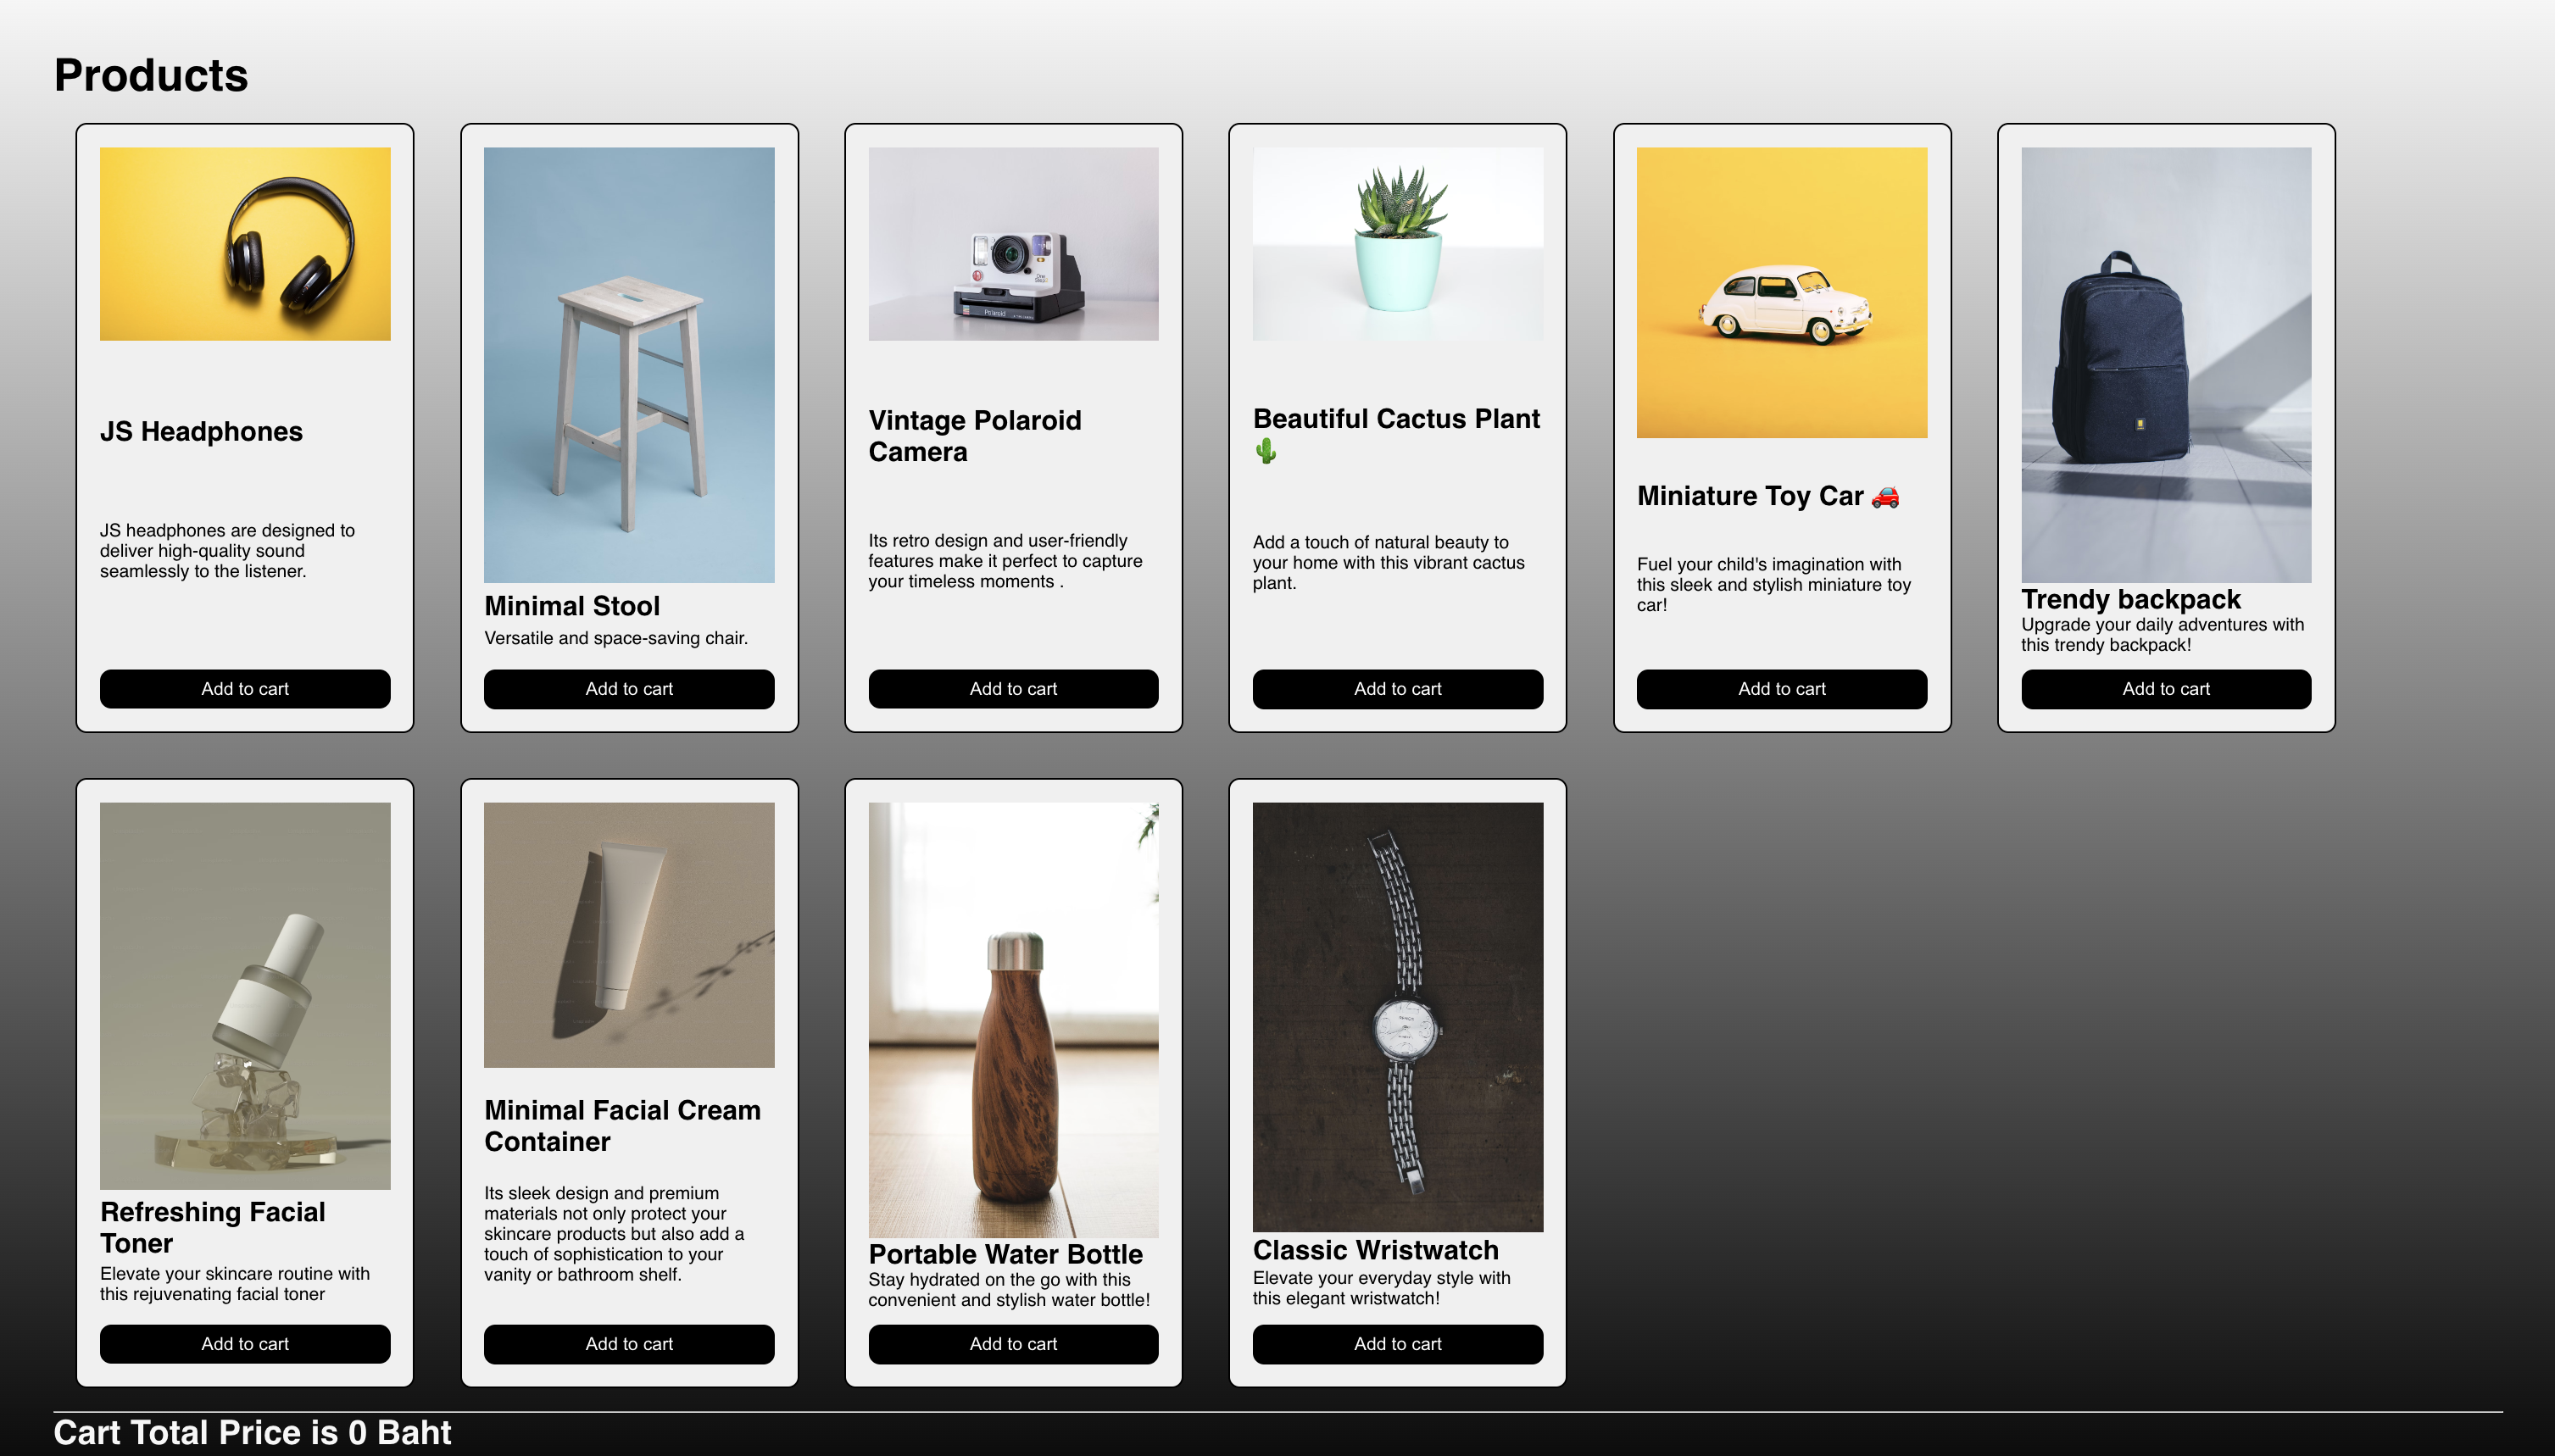 Products
JS Headphones
JS headphones are designed to
deliver high-quality sound
seamlessly to the listener.
Add to cart
Minimal Stool
Versatile and space-saving chair.
Add to cart
Polaroid
Vintage Polaroid
Camera
Its retro design and user-friendly
features make it perfect to capture
your timeless moments .
Add to cart
Beautiful Cactus Plant
🌵
Add a touch of natural beauty to
your home with this vibrant cactus
plant.
Add to cart
Miniature Toy Car 🚗
Fuel your child's imagination with
this sleek and stylish miniature toy
car!
Add to cart
Trendy backpack
Upgrade your daily adventures with
this trendy backpack!
Add to cart
Refreshing Facial
Toner
Elevate your skincare routine with
this rejuvenating facial toner
Add to cart
Minimal Facial Cream
Container
Its sleek design and premium
materials not only protect your
skincare products but also add a
touch of sophistication to your
vanity or bathroom shelf.
Add to cart
Portable Water Bottle
Stay hydrated on the go with this
convenient and stylish water bottle!
Add to cart
Classic Wristwatch
Elevate your everyday style with
this elegant wristwatch!
Add to cart
Cart Total Price is 0 Baht